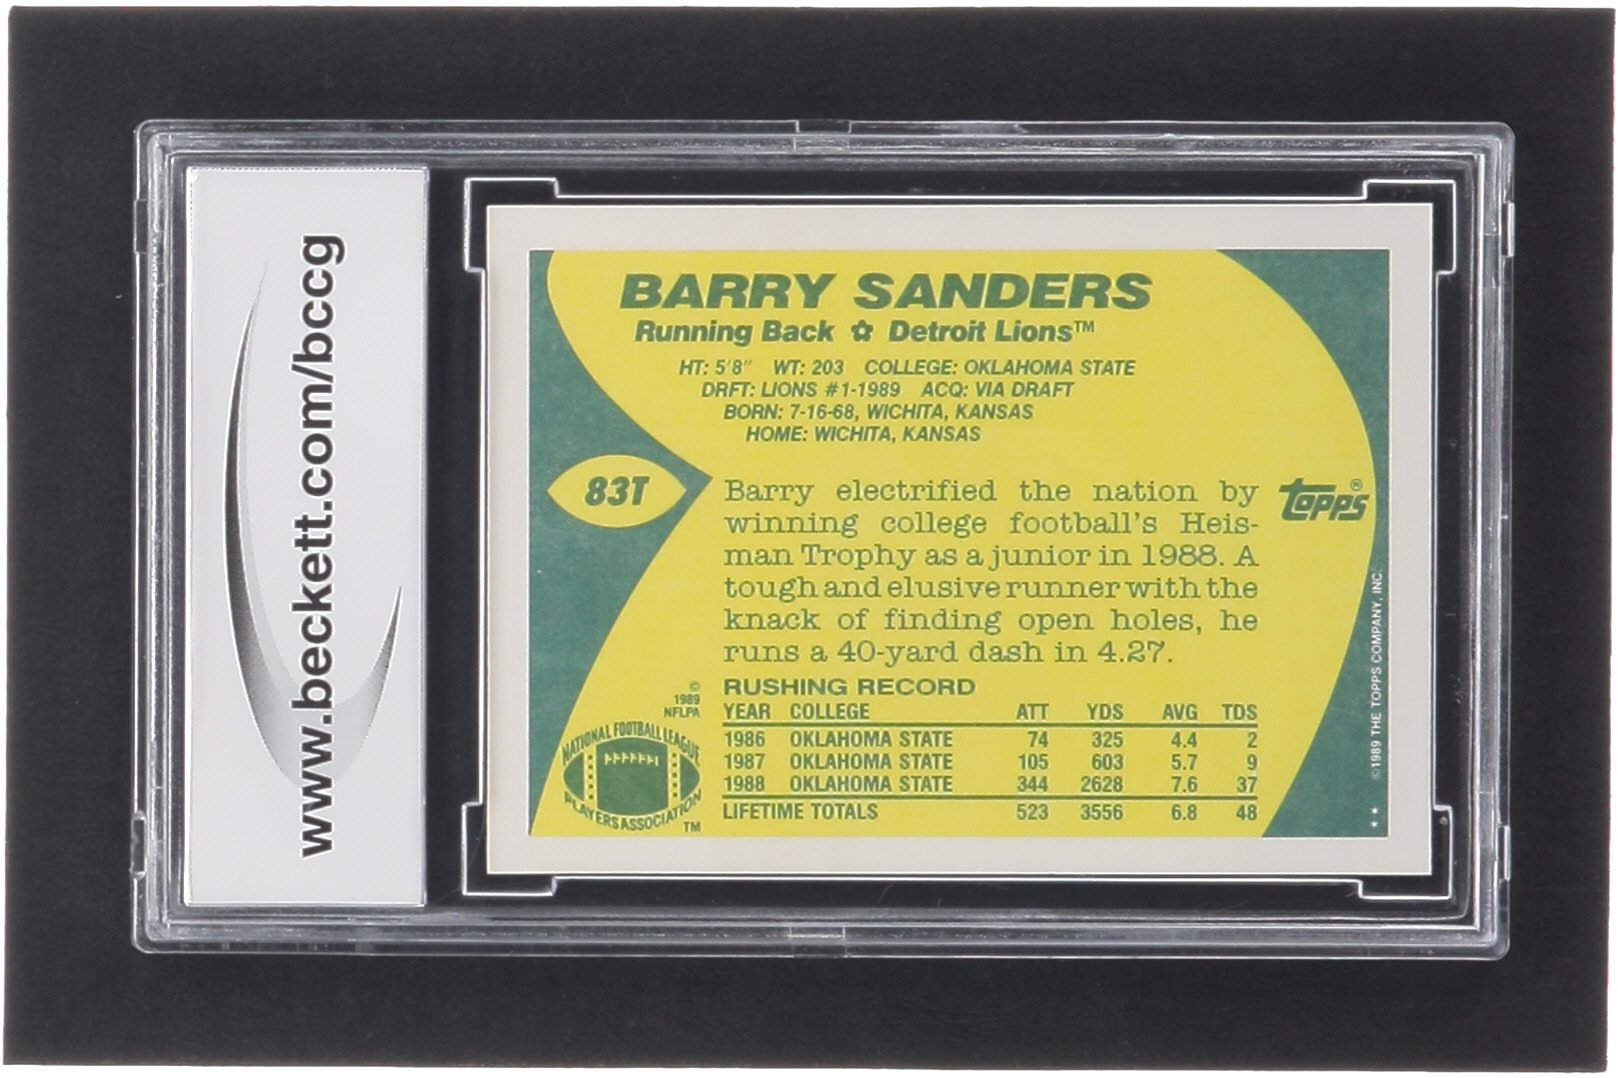 www.beckett.com/bccg
BARRY SANDERS
Running Back ✿ Detroit Lions™
HT: 5'8" WT: 203 COLLEGE: OKLAHOMA STATE
DRFT: LIONS #1-1989 ACQ: VIA DRAFT
BORN: 7-16-68, WICHITA, KANSAS
HOME: WICHITA, KANSAS
83T
Barry electrified the nation by
winning college football's Heis-
man Trophy as a junior in 1988. A
tough and elusive runner with the
knack of finding open holes, he
runs a 40-yard dash in 4.27.
topps®
©1989 THE TOPPS COMPANY, INC.
**
RUSHING RECORD
YEAR COLLEGE ATT YDS AVG TDS
1986 OKLAHOMA STATE 74 325 4.4 2
1987 OKLAHOMA STATE 105 603 5.7 9
1988 OKLAHOMA STATE 344 2628 7.6 37
LIFETIME TOTALS 523 3556 6.8 48
©
1989
NFLPA
NATIONAL FOOTBALL LEAGUE
PLAYERS ASSOCIATION
TM